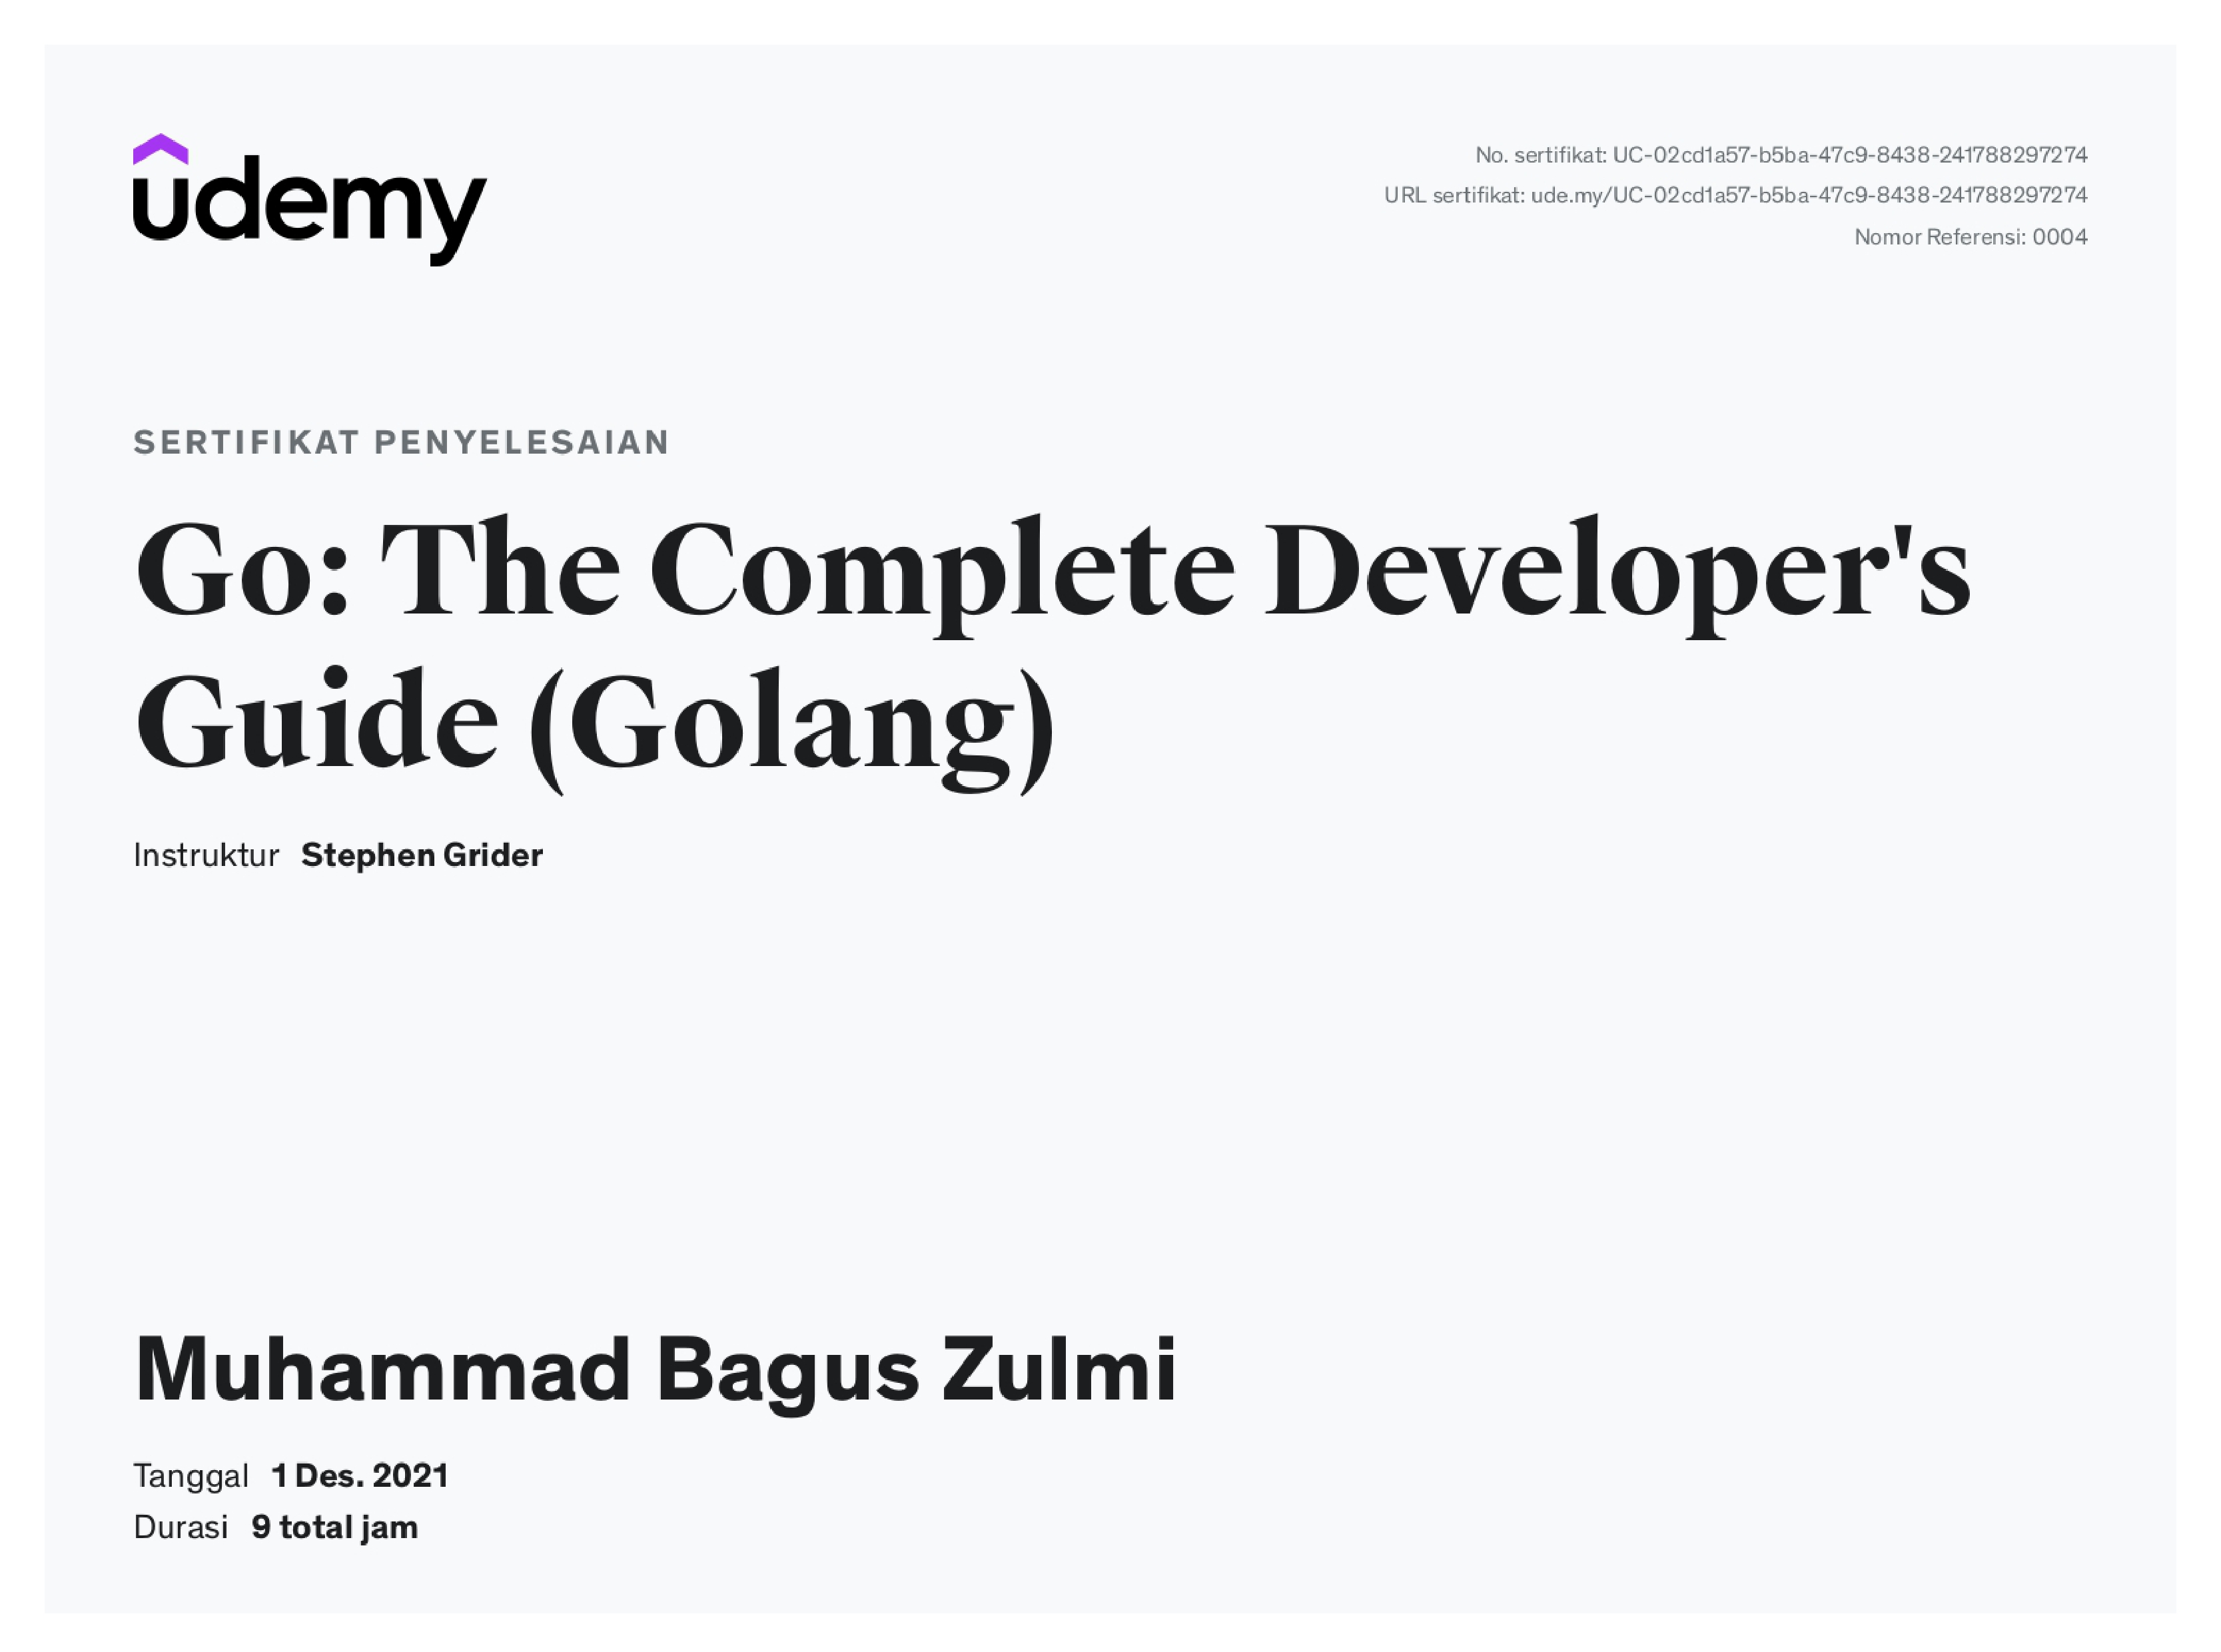 udemy
No. sertifikat: UC-02cd1a57-b5ba-47c9-8438-241788297274
URL sertifikat: ude.my/UC-02cd1a57-b5ba-47c9-8438-241788297274
Nomor Referensi: 0004
SERTIFIKAT PENYELESAIAN
Go: The Complete Developer's
Guide (Golang)
Instruktur Stephen Grider
Muhammad Bagus Zulmi
Tanggal 1 Des. 2021
Durasi 9 total jam